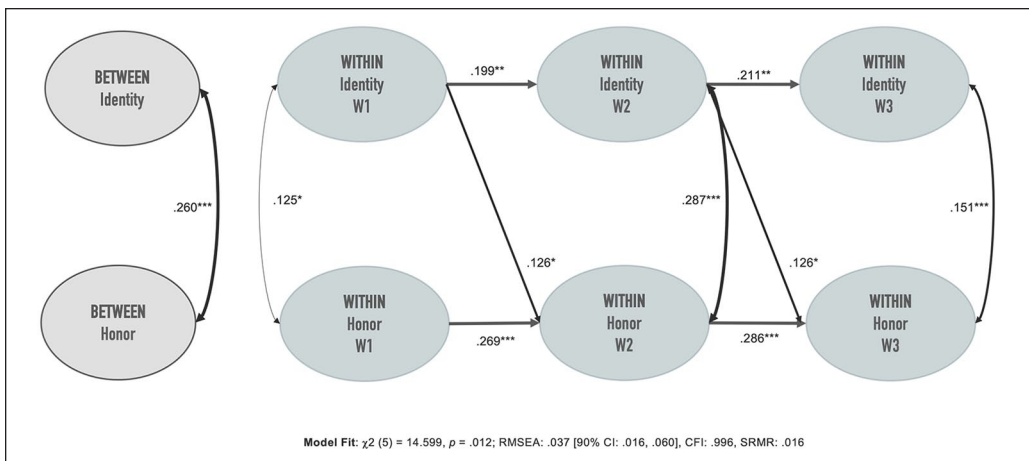 BETWEEN
Identity
WITHIN
Identity
W1
.199**
WITHIN
Identity
W2
.211**
WITHIN
Identity
W3
.260***
.125*
.287***
.151***
.126*
.126*
BETWEEN
Honor
WITHIN
Honor
W1
.269***
WITHIN
Honor
W2
.286***
WITHIN
Honor
W3
Model Fit: χ2 (5) = 14.599, p = .012; RMSEA: .037 [90% CI: .016, .060], CFI: .996, SRMR: .016